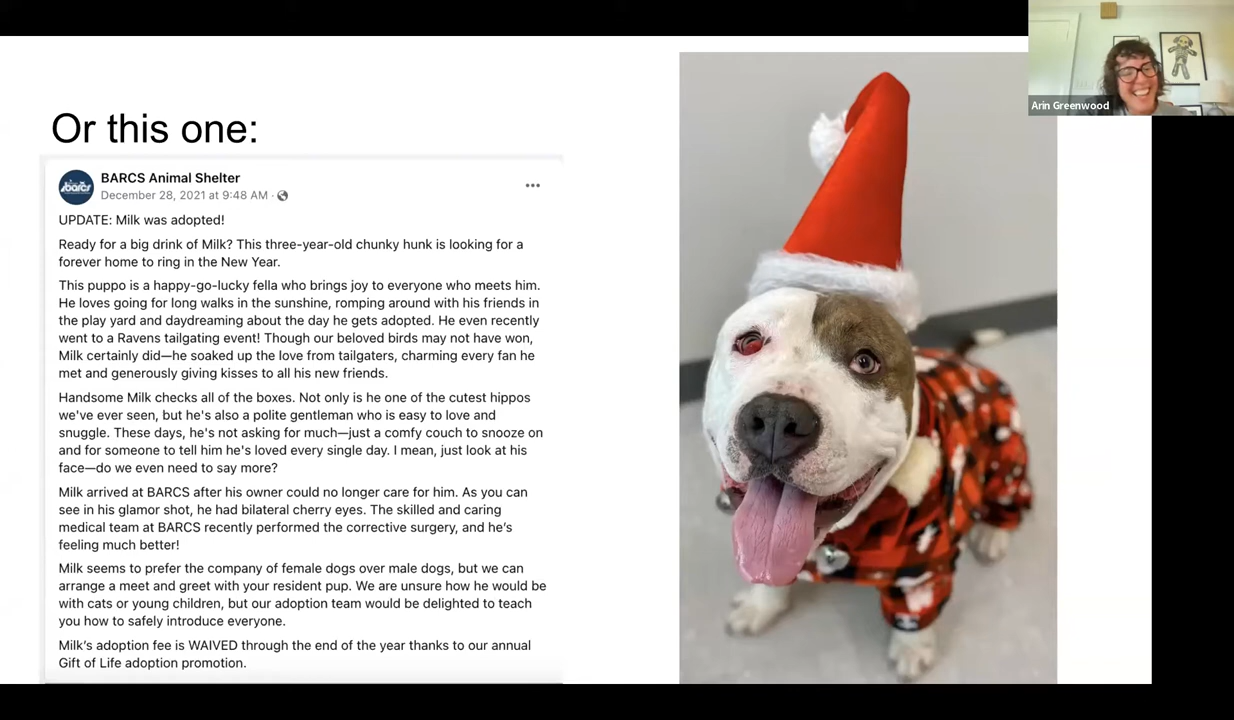 Arin Greenwood
Or this one:
barcs
BARCS Animal Shelter
December 28, 2021 at 9:48 AM ·
UPDATE: Milk was adopted!
Ready for a big drink of Milk? This three-year-old chunky hunk is looking for a
forever home to ring in the New Year.
This puppo is a happy-go-lucky fella who brings joy to everyone who meets him.
He loves going for long walks in the sunshine, romping around with his friends in
the play yard and daydreaming about the day he gets adopted. He even recently
went to a Ravens tailgating event! Though our beloved birds may not have won,
Milk certainly did—he soaked up the love from tailgaters, charming every fan he
met and generously giving kisses to all his new friends.
Handsome Milk checks all of the boxes. Not only is he one of the cutest hippos
we've ever seen, but he's also a polite gentleman who is easy to love and
snuggle. These days, he's not asking for much—just a comfy couch to snooze on
and for someone to tell him he's loved every single day. I mean, just look at his
face—do we even need to say more?
Milk arrived at BARCS after his owner could no longer care for him. As you can
see in his glamor shot, he had bilateral cherry eyes. The skilled and caring
medical team at BARCS recently performed the corrective surgery, and he's
feeling much better!
Milk seems to prefer the company of female dogs over male dogs, but we can
arrange a meet and greet with your resident pup. We are unsure how he would be
with cats or young children, but our adoption team would be delighted to teach
you how to safely introduce everyone.
Milk's adoption fee is WAIVED through the end of the year thanks to our annual
Gift of Life adoption promotion.